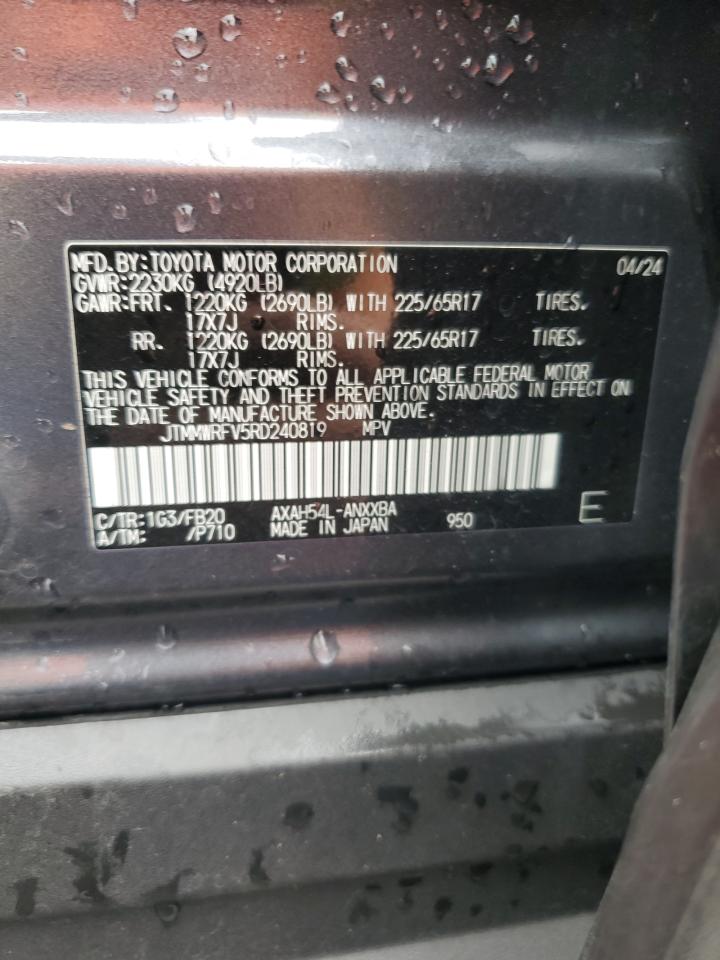 MFD. BY: TOYOTA MOTOR CORPORATION 04/24
GVWR: 2230KG (4920LB)
GAWR: FRT. 1220KG (2690LB) WITH 225/65R17 TIRES.
17X7J RIMS.
RR. 1220KG (2690LB) WITH 225/65R17 TIRES.
17X7J RIMS.
THIS VEHICLE CONFORMS TO ALL APPLICABLE FEDERAL MOTOR
VEHICLE SAFETY AND THEFT PREVENTION STANDARDS IN EFFECT ON
THE DATE OF MANUFACTURE SHOWN ABOVE.
JTMMWRFV5RD240819 MPV
C/TR: 1G3/FB20 AXAH54L-ANXXBA
A/TM: /P710 MADE IN JAPAN 950 E